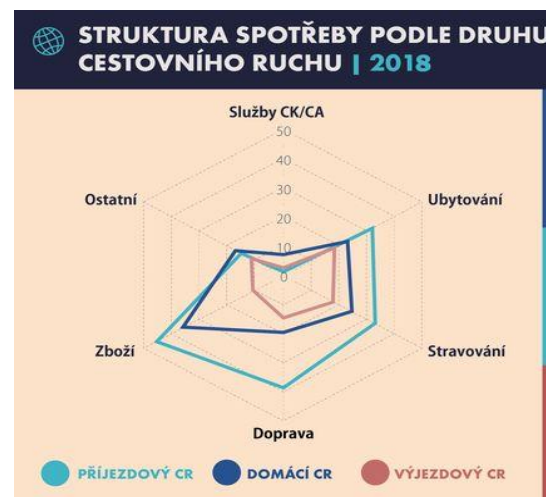 STRUKTURA SPOTŘEBY PODLE DRUHU
CESTOVNÍHO RUCHU | 2018
Služby CK/CA
50
40
30
20
10
0
Ostatní
Ubytování
Zboží
Stravování
Doprava
PŘÍJEZDOVÝ CR
DOMÁCÍ CR
VÝJEZDOVÝ CR